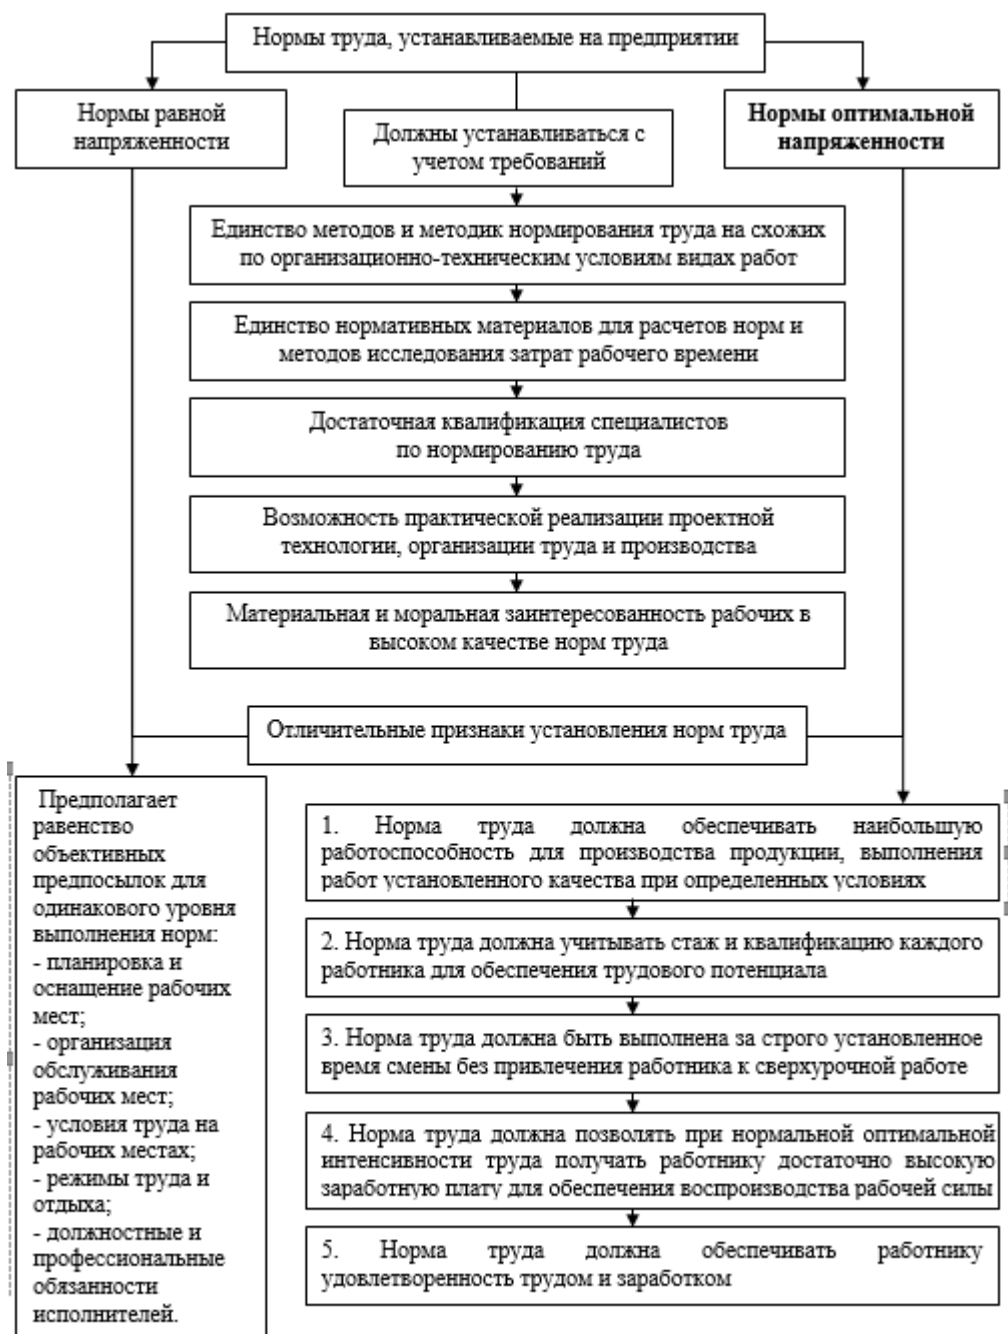 Нормы труда, устанавливаемые на предприятии
Нормы равной
напряженности
Должны устанавливаться с
учетом требований
Нормы оптимальной
напряженности
Единство методов и методик нормирования труда на схожих
по организационно-техническим условиям видах работ
Единство нормативных материалов для расчетов норм и
методов исследования затрат рабочего времени
Достаточная квалификация специалистов
по нормированию труда
Возможность практической реализации проектной
технологии, организации труда и производства
Материальная и моральная заинтересованность рабочих в
высоком качестве норм труда
Отличительные признаки установления норм труда
Предполагает
равенство
объективных
предпосылок для
одинакового уровня
выполнения норм:
- планировка и
оснащение рабочих
мест;
- организация
обслуживания
рабочих мест;
- условия труда на
рабочих местах;
- режимы труда и
отдыха;
- должностные и
профессиональные
обязанности
исполнителей.
1. Норма труда должна обеспечивать наибольшую
работоспособность для производства продукции, выполнения
работ установленного качества при определенных условиях
2. Норма труда должна учитывать стаж и квалификацию каждого
работника для обеспечения трудового потенциала
3. Норма труда должна быть выполнена за строго установленное
время смены без привлечения работника к сверхурочной работе
4. Норма труда должна позволять при нормальной оптимальной
интенсивности труда получать работнику достаточно высокую
заработную плату для обеспечения воспроизводства рабочей силы
5. Норма труда должна обеспечивать работнику
удовлетворенность трудом и заработком